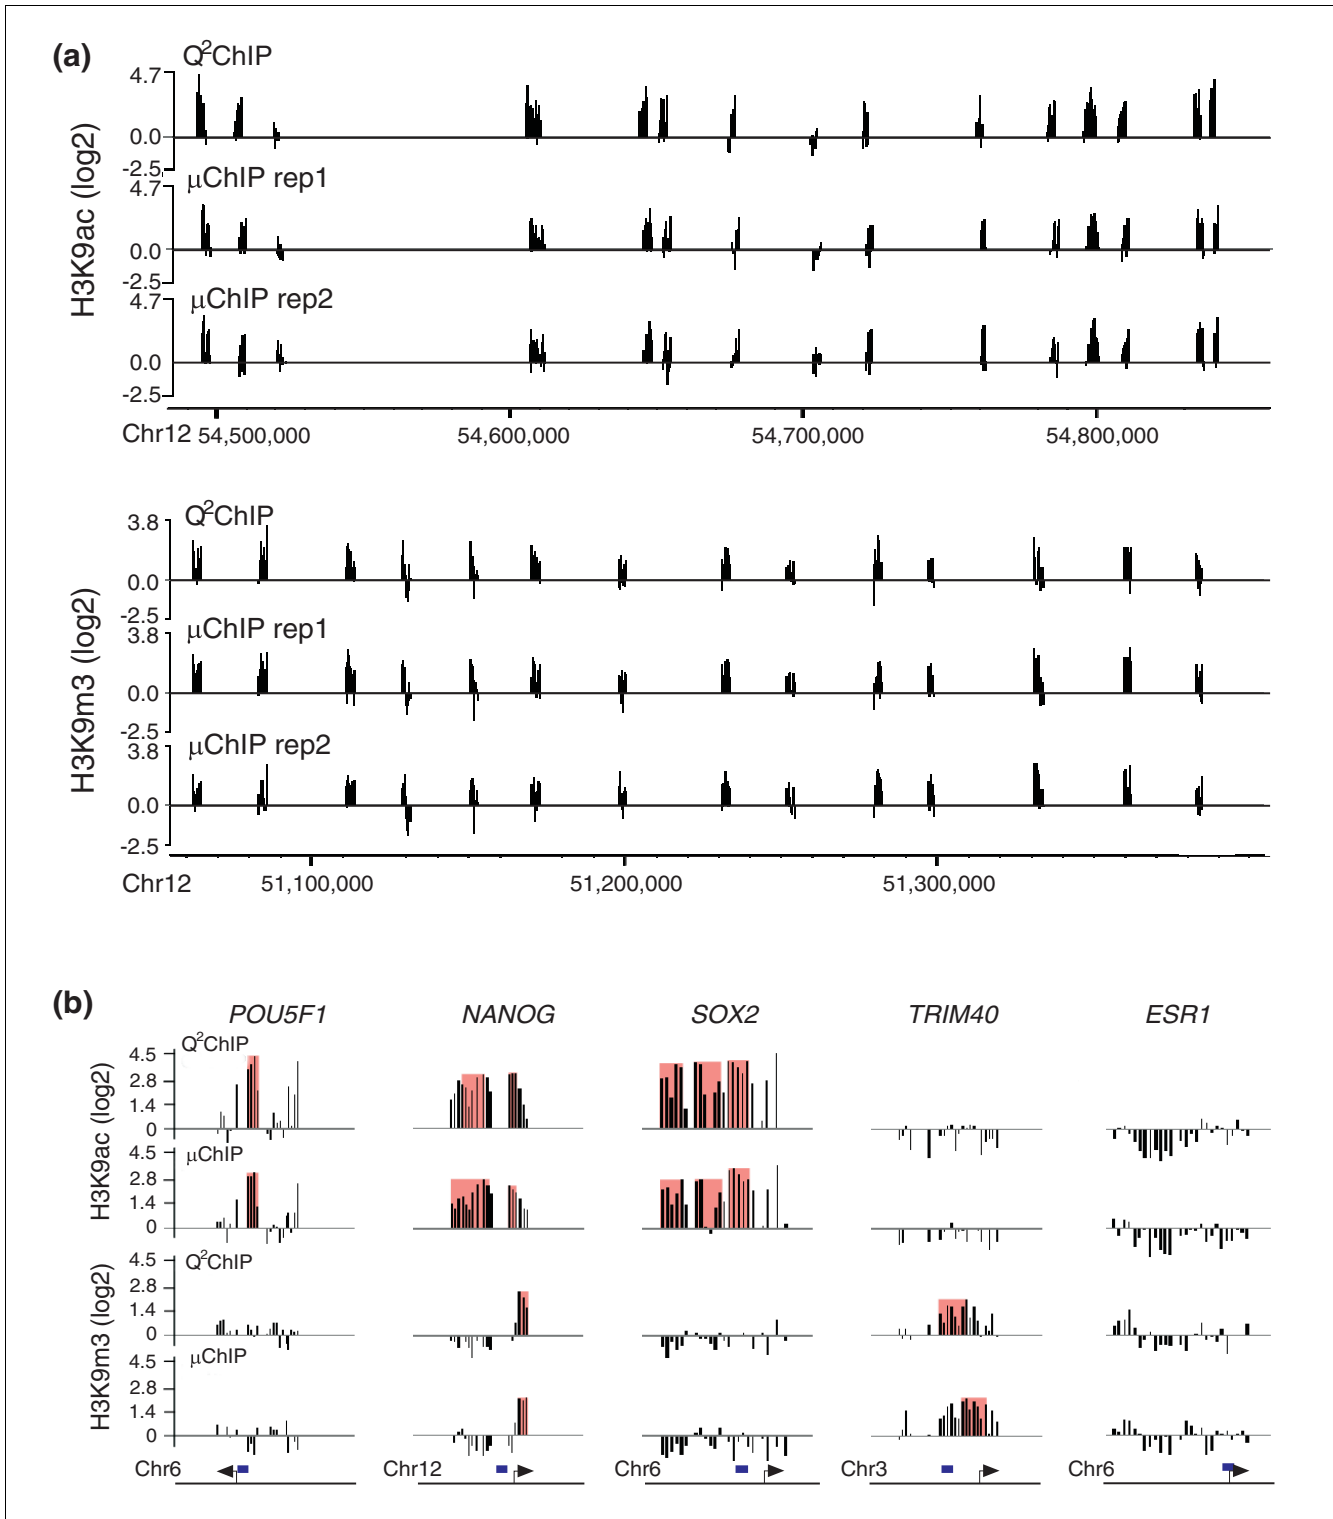 (a)
Q²ChIP
4.7
0.0
-2.5
µChIP rep1
4.7
0.0
-2.5
µChIP rep2
4.7
0.0
-2.5
H3K9ac (log2)
Chr12 54,500,000 54,600,000 54,700,000 54,800,000
Q²ChIP
3.8
0.0
-2.5
µChIP rep1
3.8
0.0
-2.5
µChIP rep2
3.8
0.0
-2.5
H3K9m3 (log2)
Chr12 51,100,000 51,200,000 51,300,000
(b)
POU5F1 NANOG SOX2 TRIM40 ESR1
Q²ChIP
4.5
2.8
1.4
0
µChIP
4.5
2.8
1.4
0
H3K9ac (log2)
Q²ChIP
4.5
2.8
1.4
0
µChIP
4.5
2.8
1.4
0
H3K9m3 (log2)
Chr6 Chr12 Chr6 Chr3 Chr6